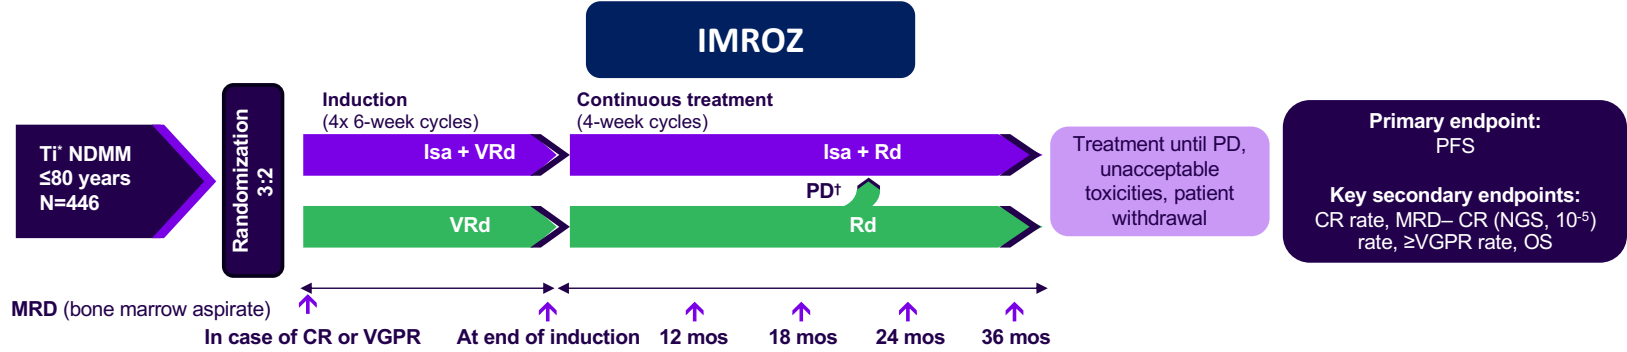 IMROZ
Ti* NDMM
≤80 years
N=446
Randomization
3:2
Induction
(4x 6-week cycles)
Continuous treatment
(4-week cycles)
Isa + VRd
Isa + Rd
PD†
VRd
Rd
Treatment until PD,
unacceptable
toxicities, patient
withdrawal
Primary endpoint:
PFS
Key secondary endpoints:
CR rate, MRD– CR (NGS, 10⁻⁵)
rate, ≥VGPR rate, OS
MRD (bone marrow aspirate)
In case of CR or VGPR
At end of induction
12 mos
18 mos
24 mos
36 mos